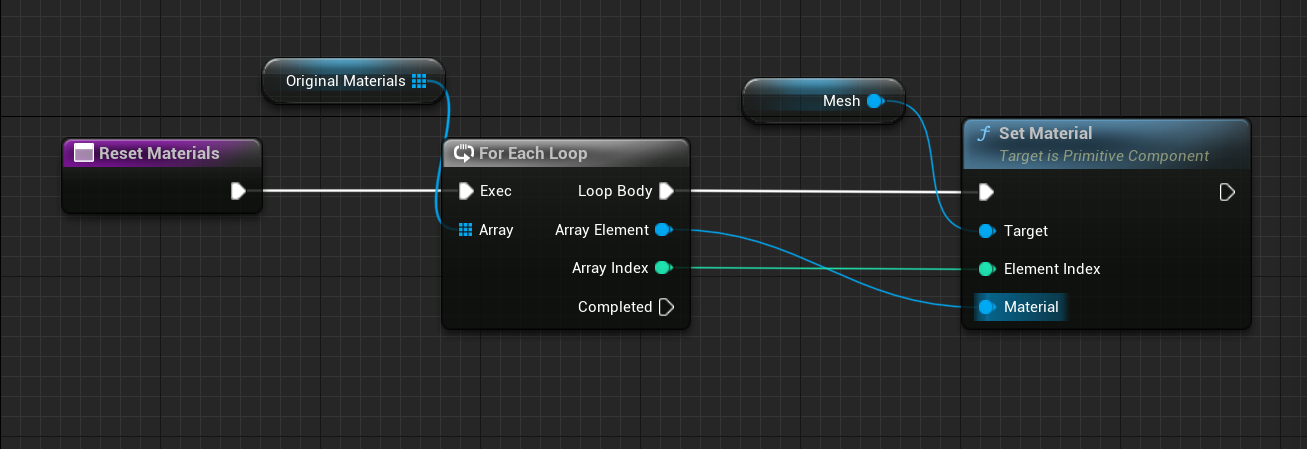 Original Materials
Mesh
Reset Materials
For Each Loop
Exec
Loop Body
Array
Array Element
Array Index
Completed
Set Material
Target is Primitive Component
Target
Element Index
Material